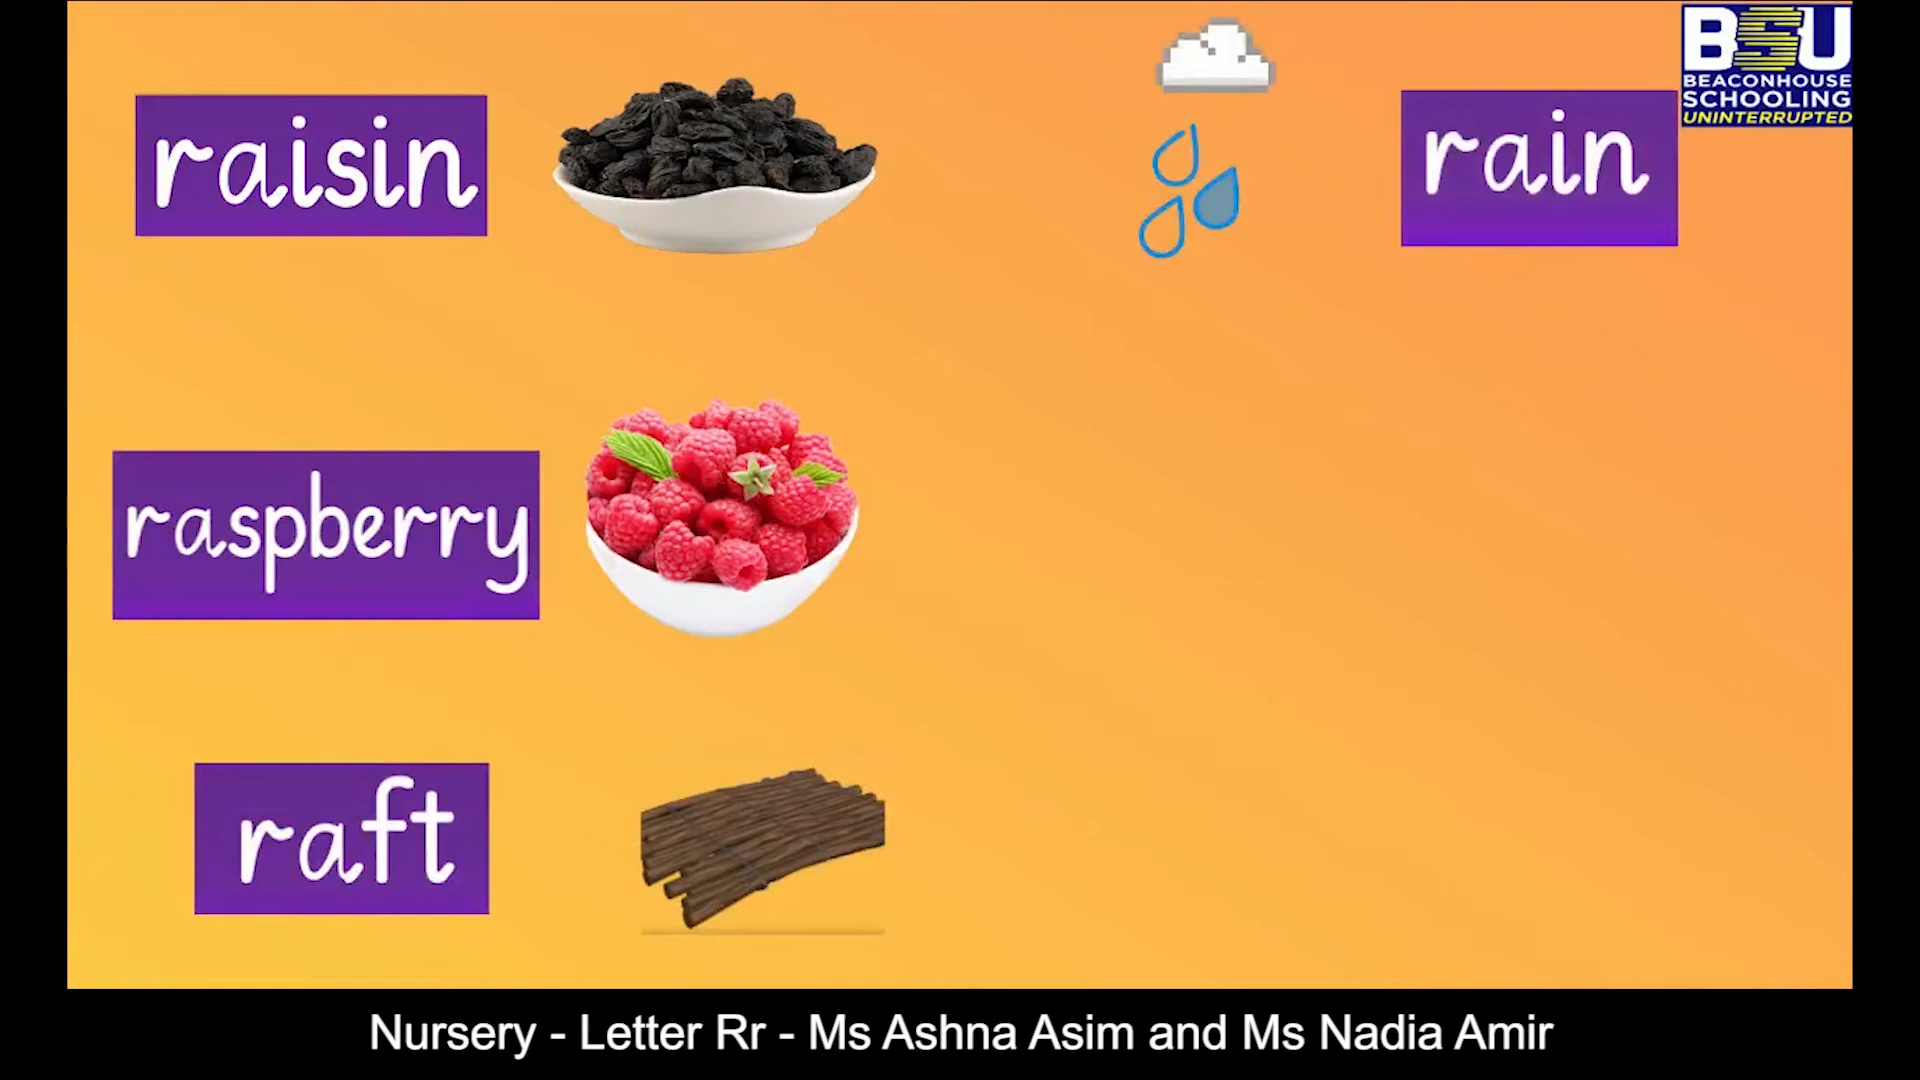 raisin
rain
BSU
BEACONHOUSE
SCHOOLING
UNINTERRUPTED
raspberry
raft
Nursery - Letter Rr - Ms Ashna Asim and Ms Nadia Amir